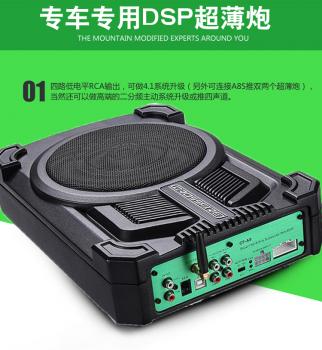 专车专用DSP超薄炮
THE MOUNTAIN MODIFIED EXPERTS AROUND YOU
01
四路低电平RCA输出，可做4.1系统升级（另外可连接A8S推双两个超薄炮），
当然还可以做高端的二分频主动系统升级或推四声道。